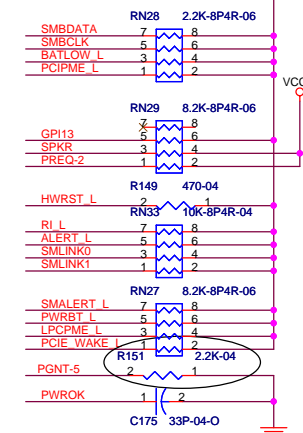 RN28 2.2K-8P4R-06
SMBDATA 7 8
SMBCLK 5 6
BATLOW_L 3 4
PCIPME_L 1 2
VCC
RN29 8.2K-8P4R-06
7 8
GPI13 5 6
SPKR 3 4
PREQ-2 1 2
R149 470-04
HWRST_L 2 1
RN33 10K-8P4R-04
RI_L 7 8
ALERT_L 5 6
SMLINK0 3 4
SMLINK1 1 2
RN27 8.2K-8P4R-06
SMALERT_L 7 8
PWRBT_L 5 6
LPCPME_L 3 4
PCIE_WAKE_L 1 2
R151 2.2K-04
PGNT-5 2 1
PWROK 1 2
C175 33P-04-O